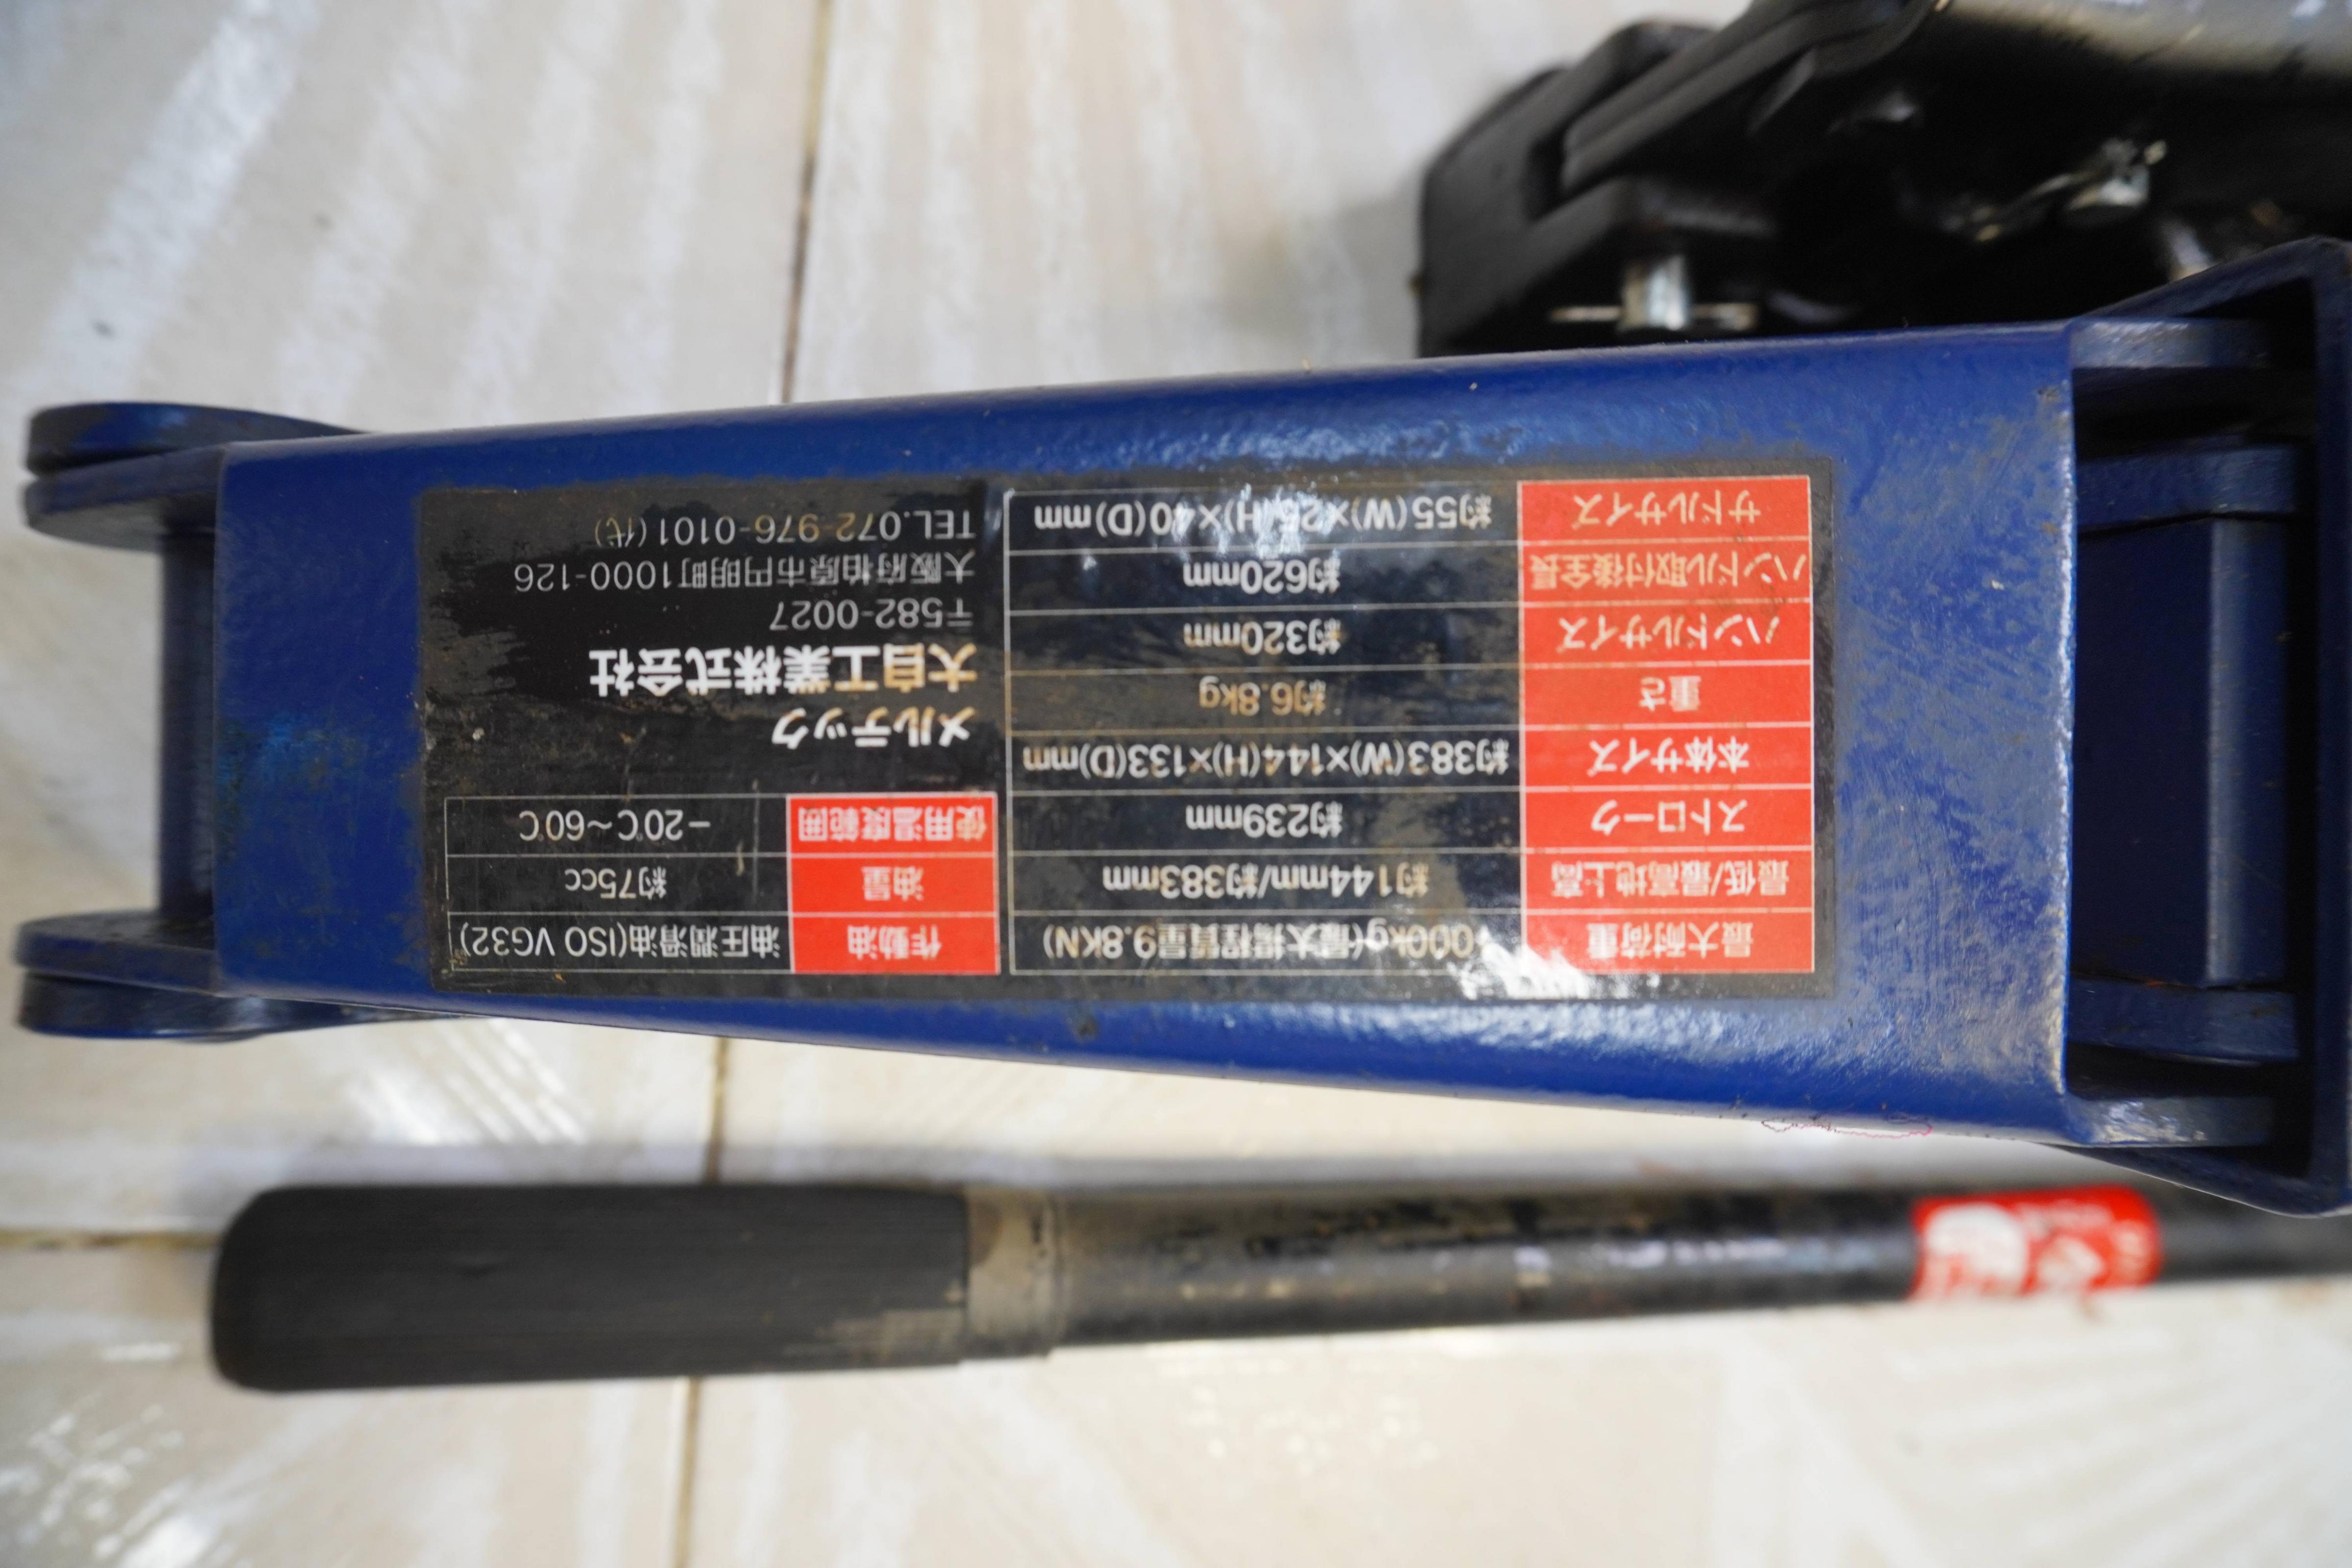 最大耐荷重 1000kg(最大揚程質量9.8KN)
最低/最高地上高 約144mm/約383mm
ストローク 約239mm
本体サイズ 約383(W)×144(H)×133(D)mm
重さ 約6.8kg
ハンドルサイズ 約320mm
ハンドル取付後全長 約620mm
サドルサイズ 約55(W)×25(H)×40(D)mm
作動油 油圧潤滑油(ISO VG32)
油量 約75cc
使用温度範囲 −20℃~60℃
メルテック
大自工業株式会社
〒582-0027
大阪府柏原市円明町1000-126
TEL.072-976-0101(代)